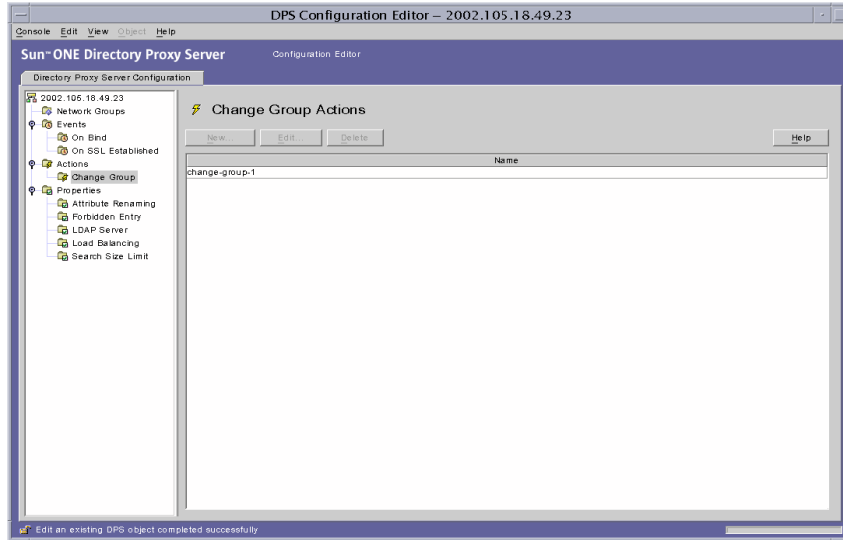 DPS Configuration Editor – 2002.105.18.49.23
Console Edit View Object Help
Sun™ ONE Directory Proxy Server Configuration Editor
Directory Proxy Server Configuration
2002.105.18.49.23
Network Groups
Events
On Bind
On SSL Established
Actions
Change Group
Properties
Attribute Renaming
Forbidden Entry
LDAP Server
Load Balancing
Search Size Limit
Change Group Actions
New... Edit... Delete Help
Name
change-group-1
Edit an existing DPS object completed successfully